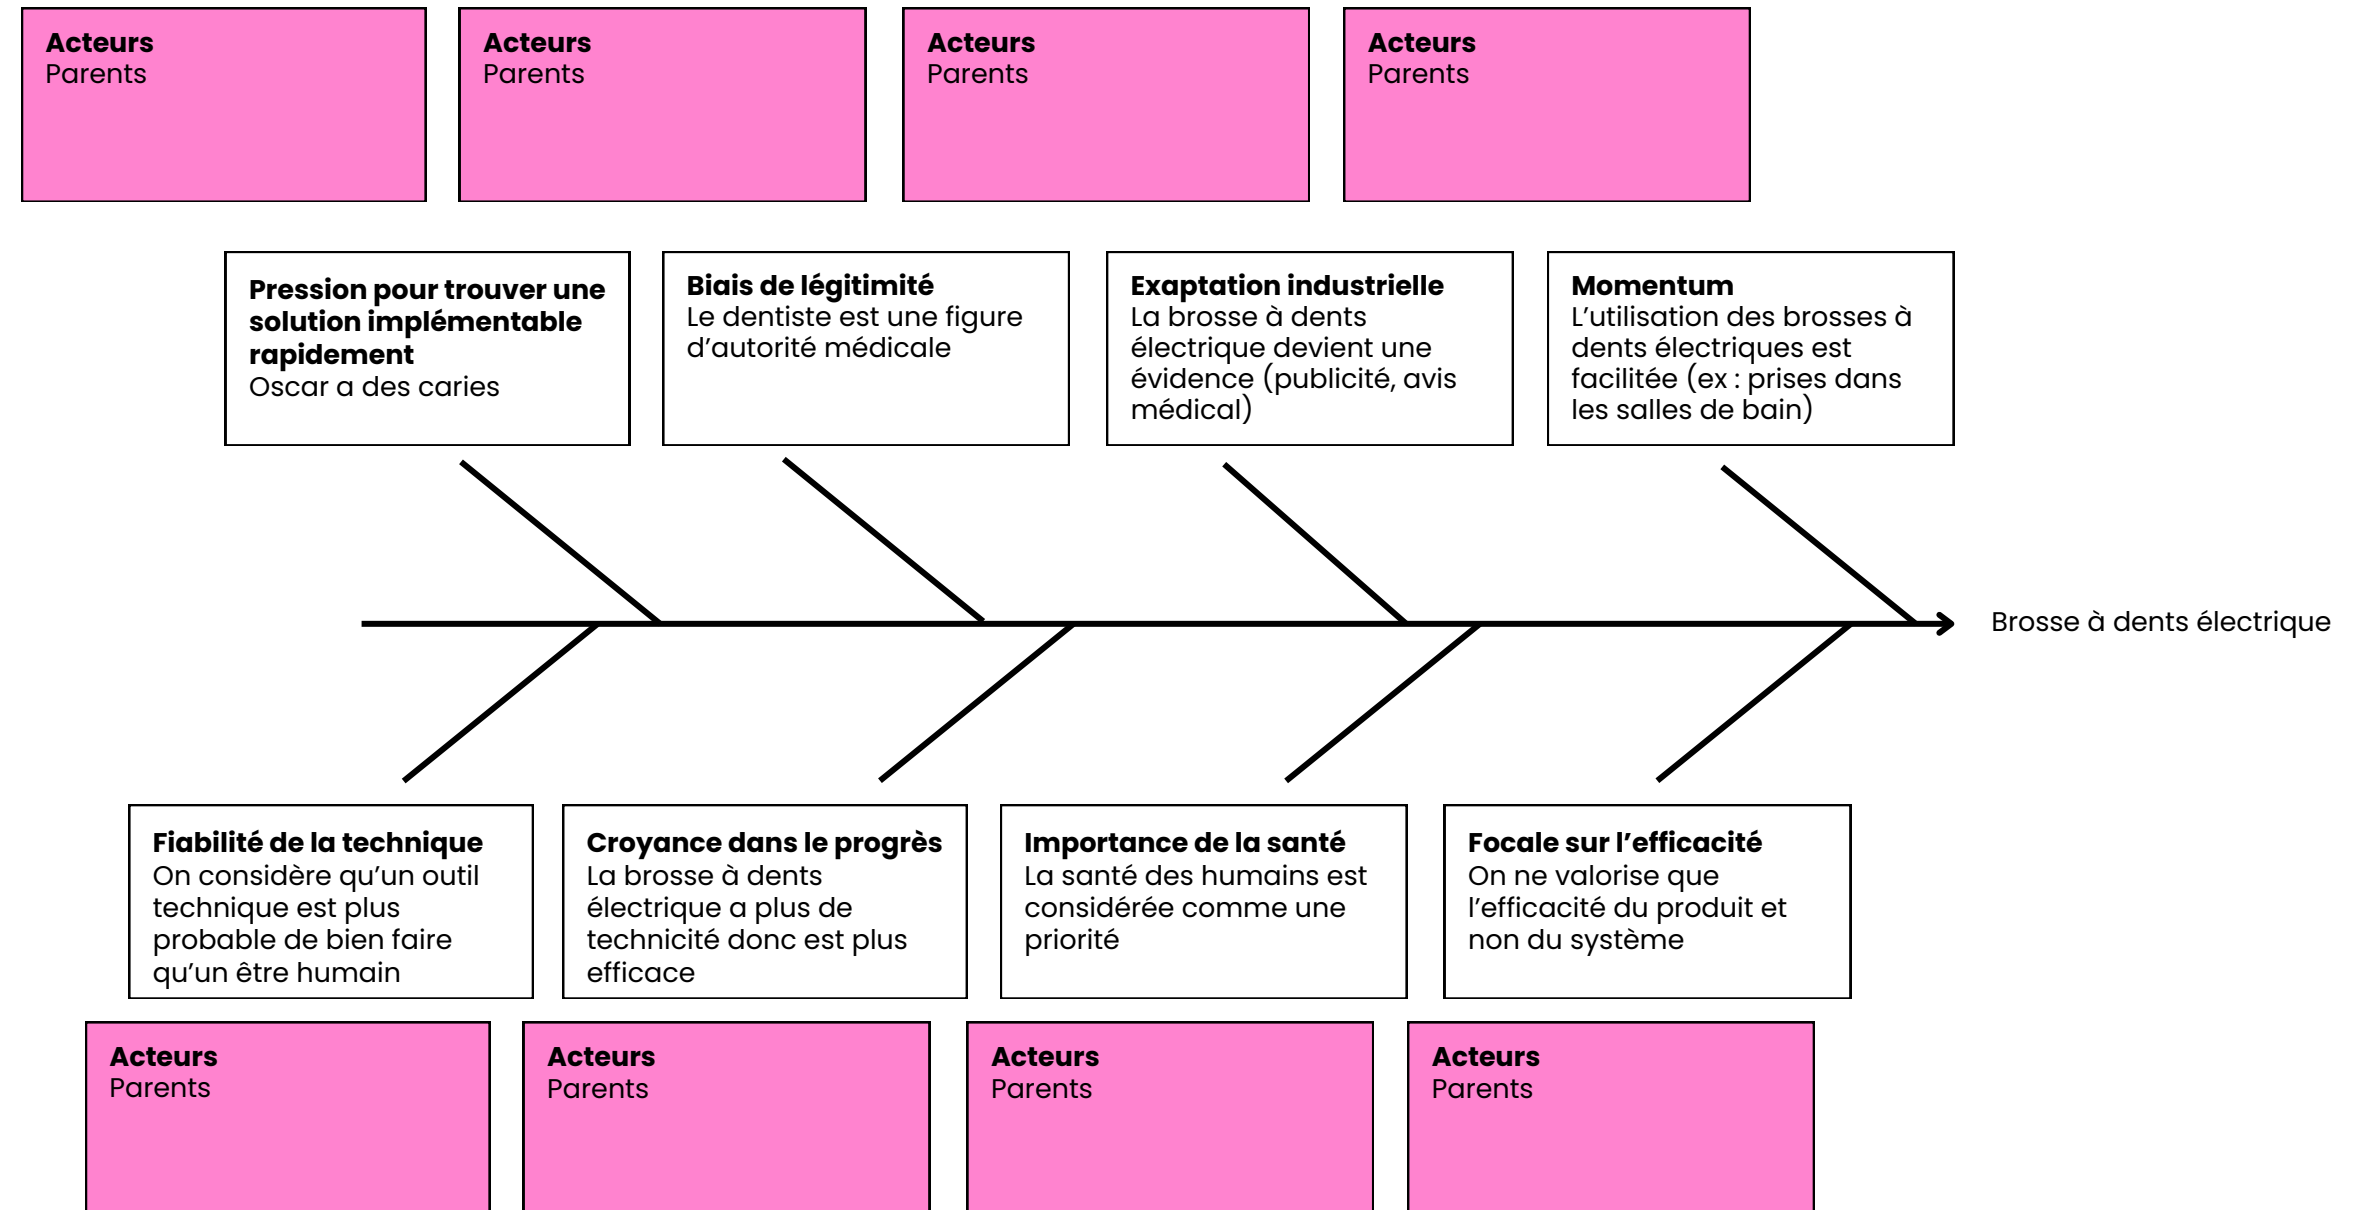 Acteurs
Parents
Acteurs
Parents
Acteurs
Parents
Acteurs
Parents
Pression pour trouver une
solution implémentable
rapidement
Oscar a des caries
Biais de légitimité
Le dentiste est une figure
d’autorité médicale
Exaptation industrielle
La brosse à dents
électrique devient une
évidence (publicité, avis
médical)
Momentum
L’utilisation des brosses à
dents électriques est
facilitée (ex : prises dans
les salles de bain)
Brosse à dents électrique
Fiabilité de la technique
On considère qu’un outil
technique est plus
probable de bien faire
qu’un être humain
Croyance dans le progrès
La brosse à dents
électrique a plus de
technicité donc est plus
efficace
Importance de la santé
La santé des humains est
considérée comme une
priorité
Focale sur l’efficacité
On ne valorise que
l’efficacité du produit et
non du système
Acteurs
Parents
Acteurs
Parents
Acteurs
Parents
Acteurs
Parents